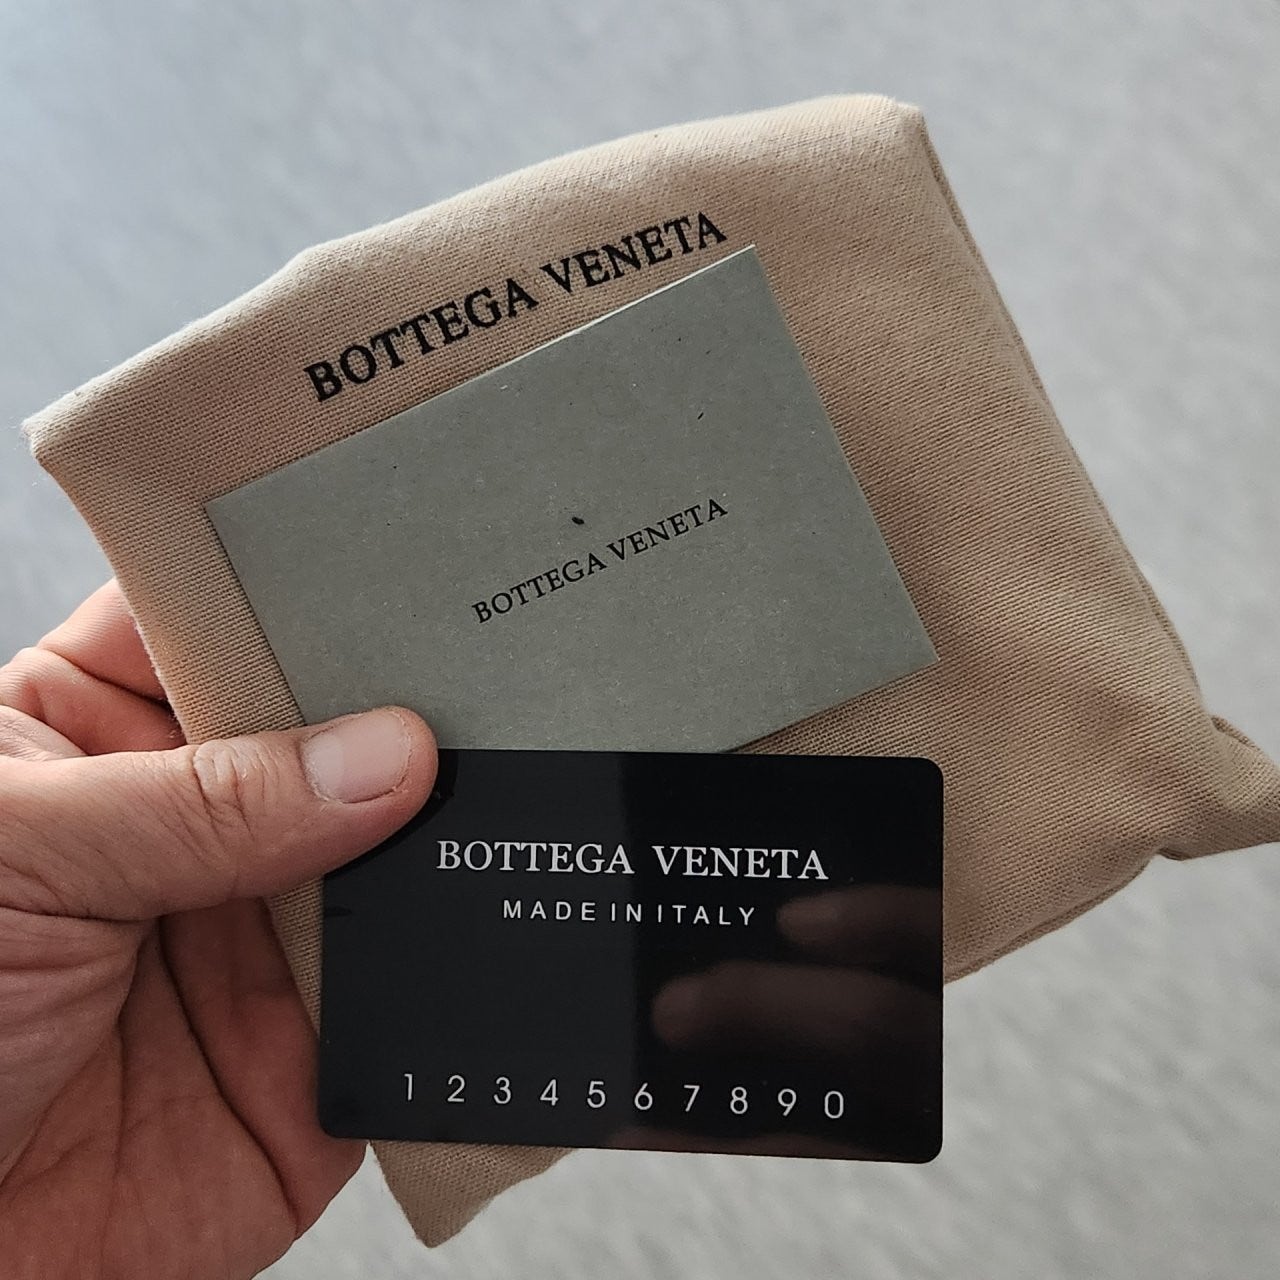 BOTTEGA VENETA
BOTTEGA VENETA
BOTTEGA VENETA
MADE IN ITALY
1 2 3 4 5 6 7 8 9 0